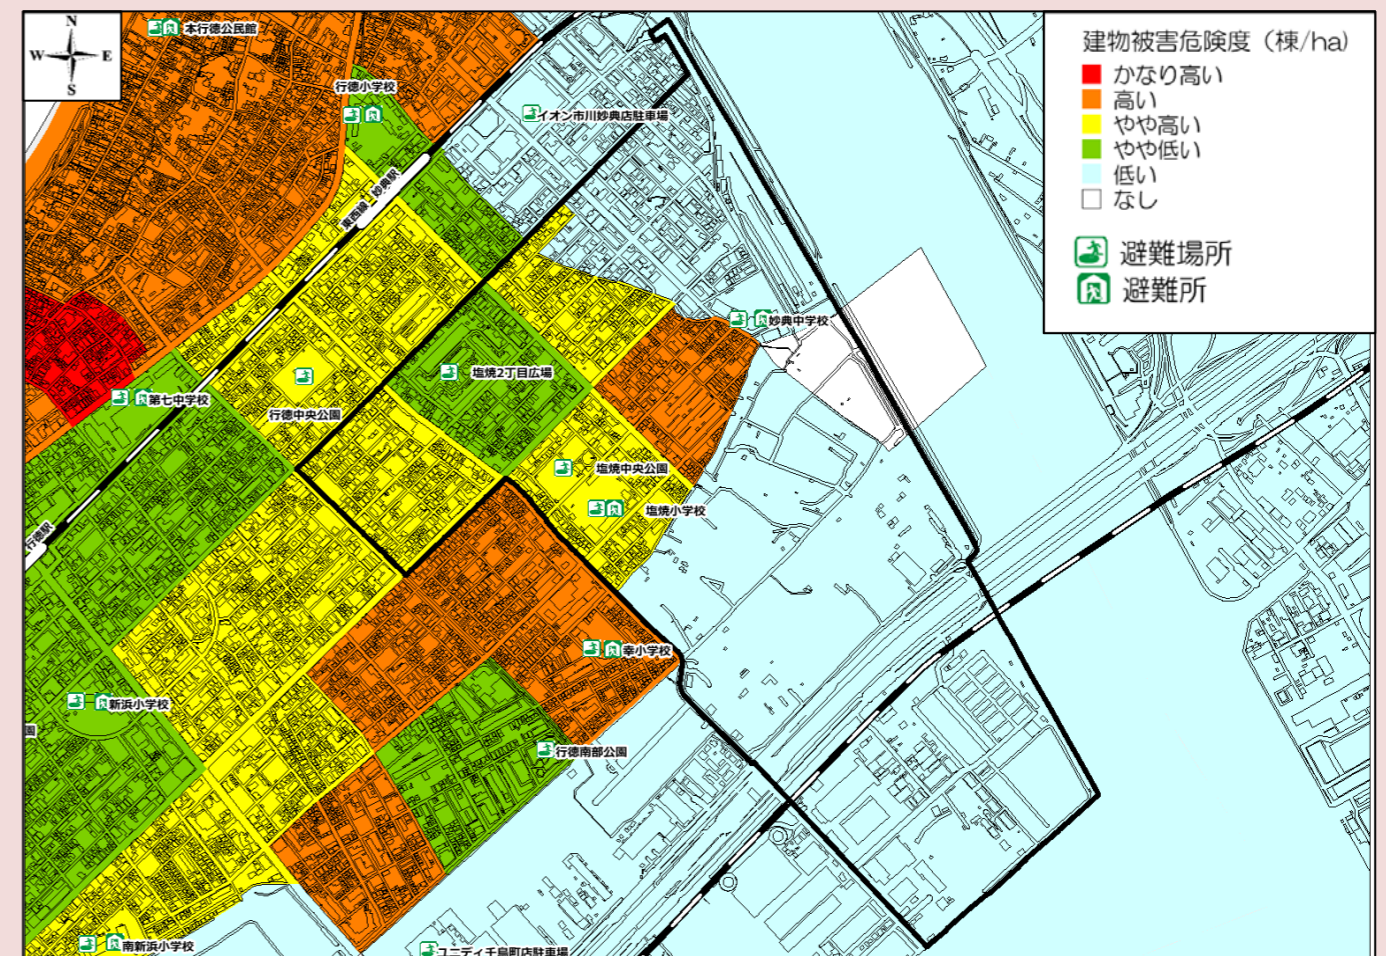 N
W E
S
本行徳公民館
行徳小学校
イオン市川妙典店駐車場
東西線 妙典駅
妙典中学校
塩焼2丁目広場
第七中学校
行徳中央公園
塩焼中央公園
塩焼小学校
行徳駅
幸小学校
新浜小学校
園
行徳南部公園
南新浜小学校
ユニディ千鳥町店駐車場
建物被害危険度（棟/ha）
かなり高い
高い
やや高い
やや低い
低い
なし
避難場所
避難所